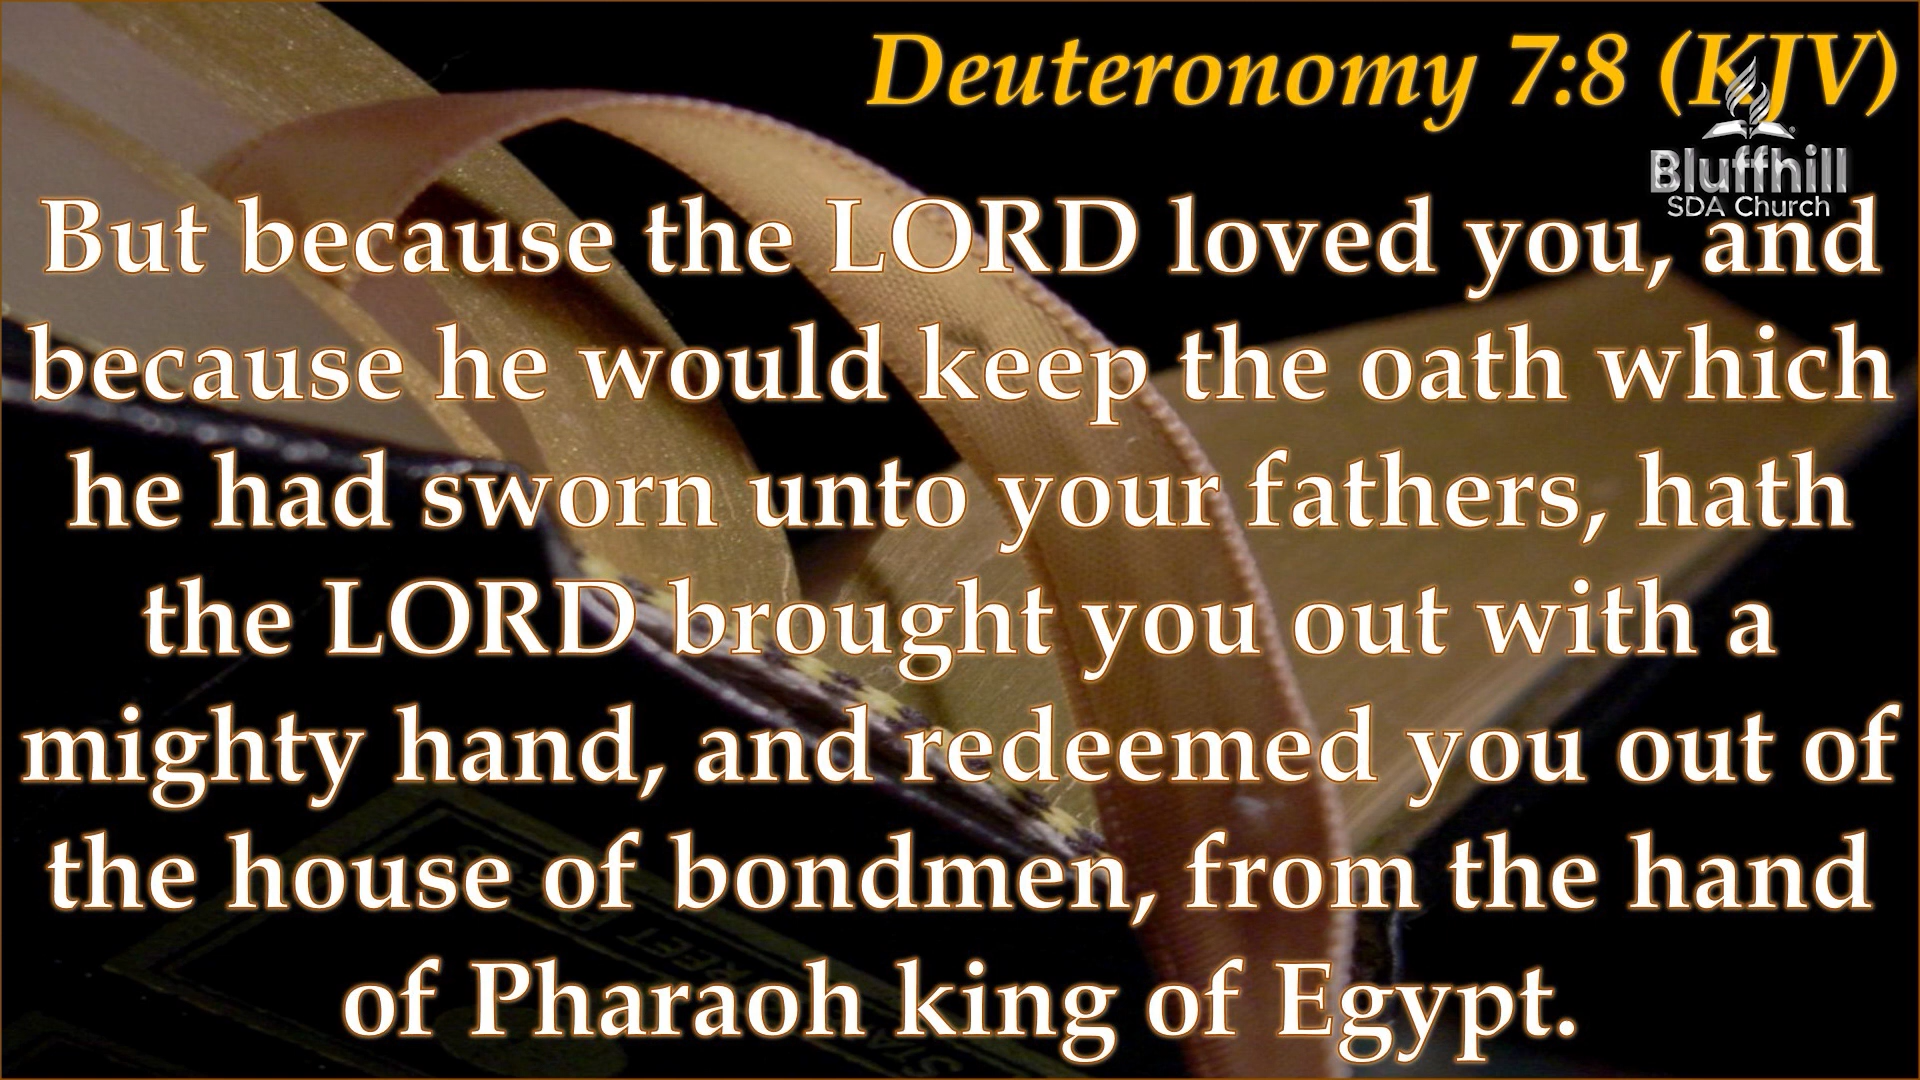 Deuteronomy 7:8 (KJV)
Bluffhill
SDA Church
But because the LORD loved you, and
because he would keep the oath which
he had sworn unto your fathers, hath
the LORD brought you out with a
mighty hand, and redeemed you out of
the house of bondmen, from the hand
of Pharaoh king of Egypt.